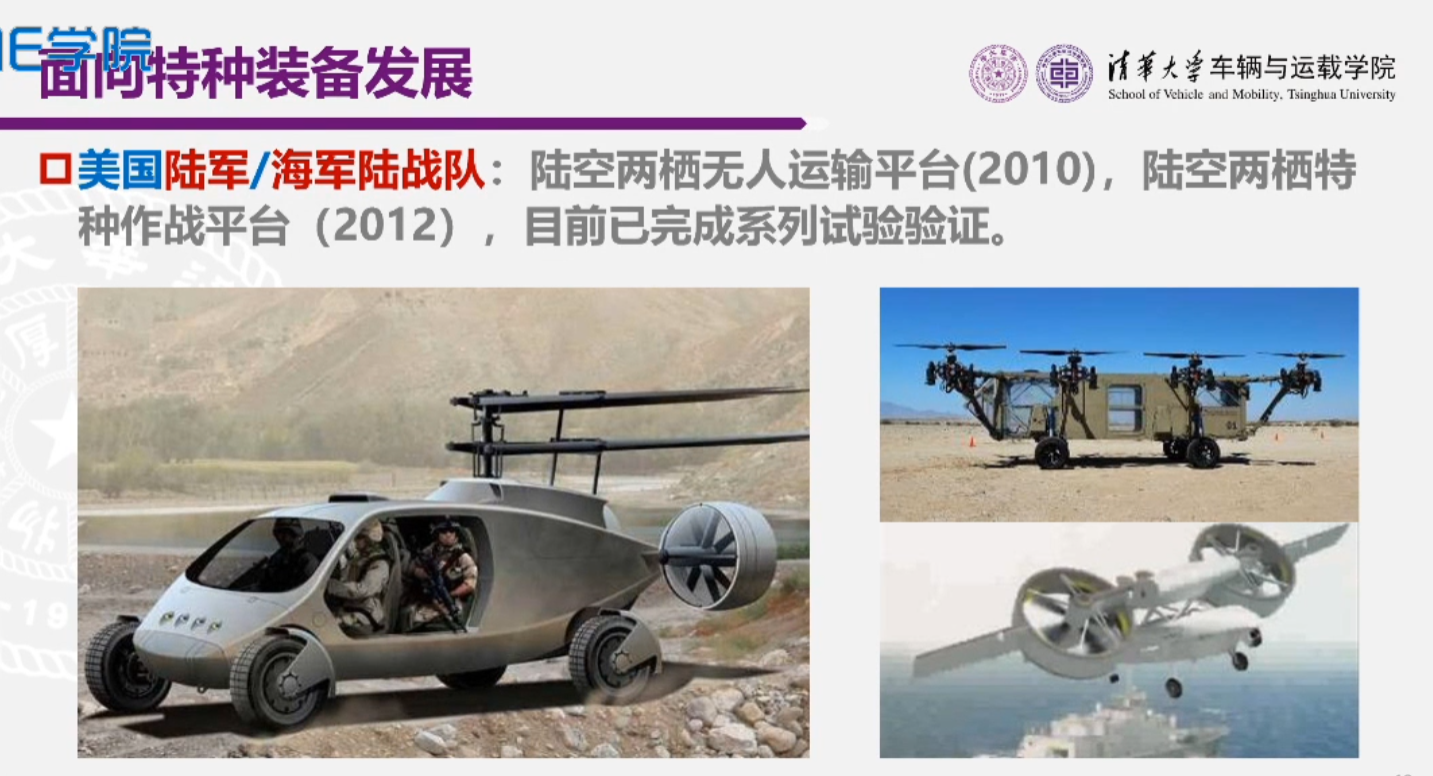 学院
面向特种装备发展
清华大学车辆与运载学院
School of Vehicle and Mobility, Tsinghua University
美国陆军/海军陆战队：陆空两栖无人运输平台(2010)，陆空两栖特
种作战平台（2012），目前已完成系列试验验证。
01